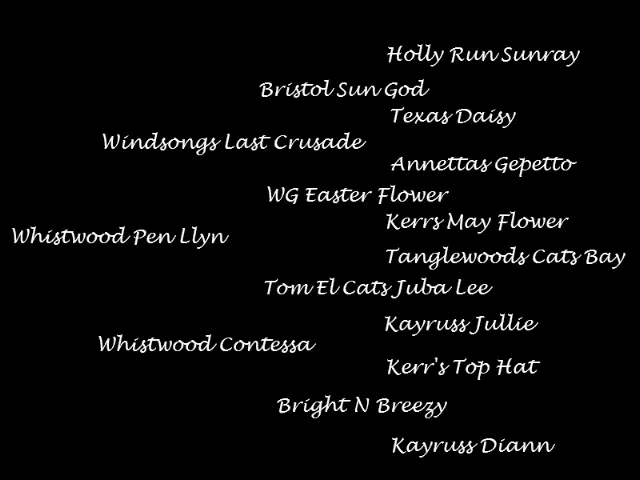 Holly Run Sunray
Bristol Sun God
Texas Daisy
Windsongs Last Crusade
Annettas Gepetto
WG Easter Flower
Kerrs May Flower
Whistwood Pen Llyn
Tanglewoods Cats Bay
Tom El Cats Juba Lee
Kayruss Jullie
Whistwood Contessa
Kerr's Top Hat
Bright N Breezy
Kayruss Diann